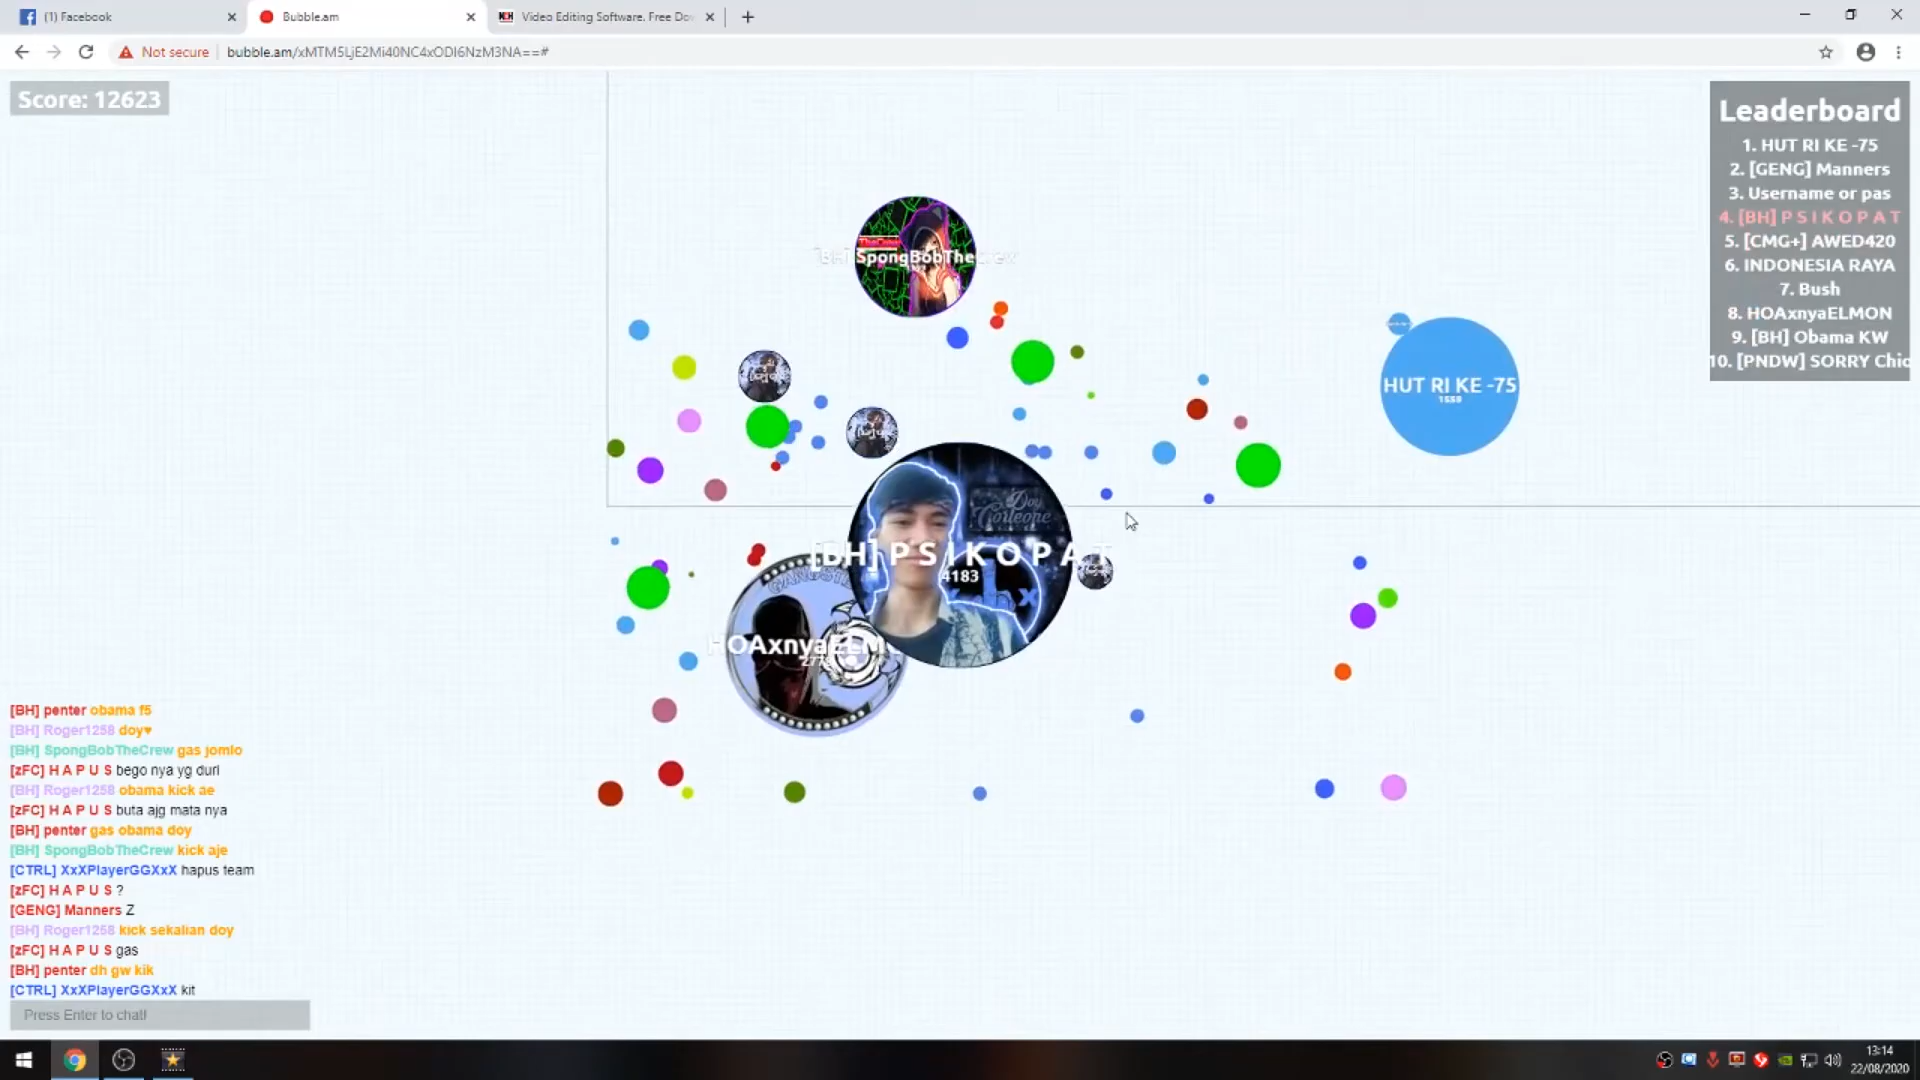 (1) Facebook
Bubble.am
Video Editing Software. Free Do
Not secure
bubble.am/xMTM5LjE2Mi40NC4xODI6NzM3NA==#
Score: 12623
Leaderboard
1. HUT RI KE -75
2. [GENG] Manners
3. Username or pas
4. [BH] P S I K O P A T
5. [CMG+] AWED420
6. INDONESIA RAYA
7. Bush
8. HOAxnyaELMON
9. [BH] Obama KW
10. [PNDW] SORRY Chic
[BH] SpongBobTheCrew
HUT RI KE -75
1559
Doy
Corleone
[BH] P S I K O P A T
4183
HOAxnyaELMO
[BH] penter obama f5
[BH] Roger1258 doy♥
[BH] SpongBobTheCrew gas jomlo
[zFC] H A P U S bego nya yg duri
[BH] Roger1258 obama kick ae
[zFC] H A P U S buta ajg mata nya
[BH] penter gas obama doy
[BH] SpongBobTheCrew kick aje
[CTRL] XxXPlayerGGXxX hapus team
[zFC] H A P U S ?
[GENG] Manners Z
[BH] Roger1258 kick sekalian doy
[zFC] H A P U S gas
[BH] penter dh gw kik
[CTRL] XxXPlayerGGXxX kit
Press Enter to chat!
13:14
22/08/2020